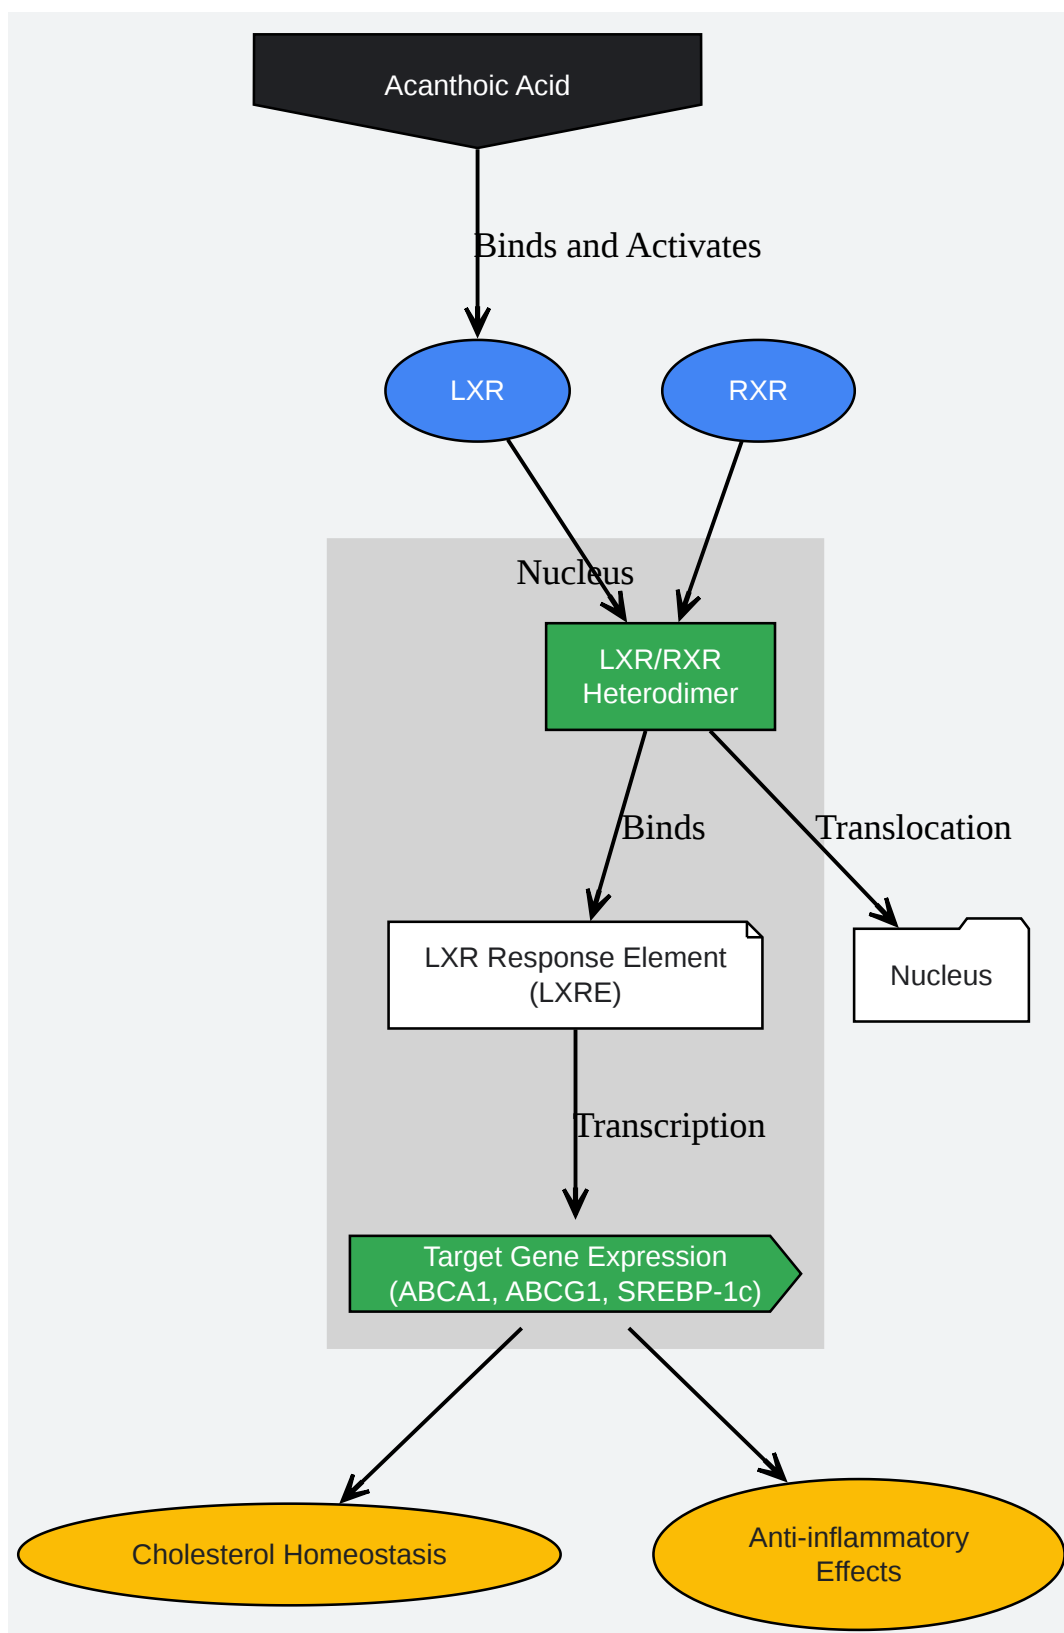 Acanthoic Acid
Binds and Activates
LXR
RXR
Nucleus
LXR/RXR
Heterodimer
Binds
Translocation
LXR Response Element
(LXRE)
Nucleus
Transcription
Target Gene Expression
(ABCA1, ABCG1, SREBP-1c)
Cholesterol Homeostasis
Anti-inflammatory
Effects